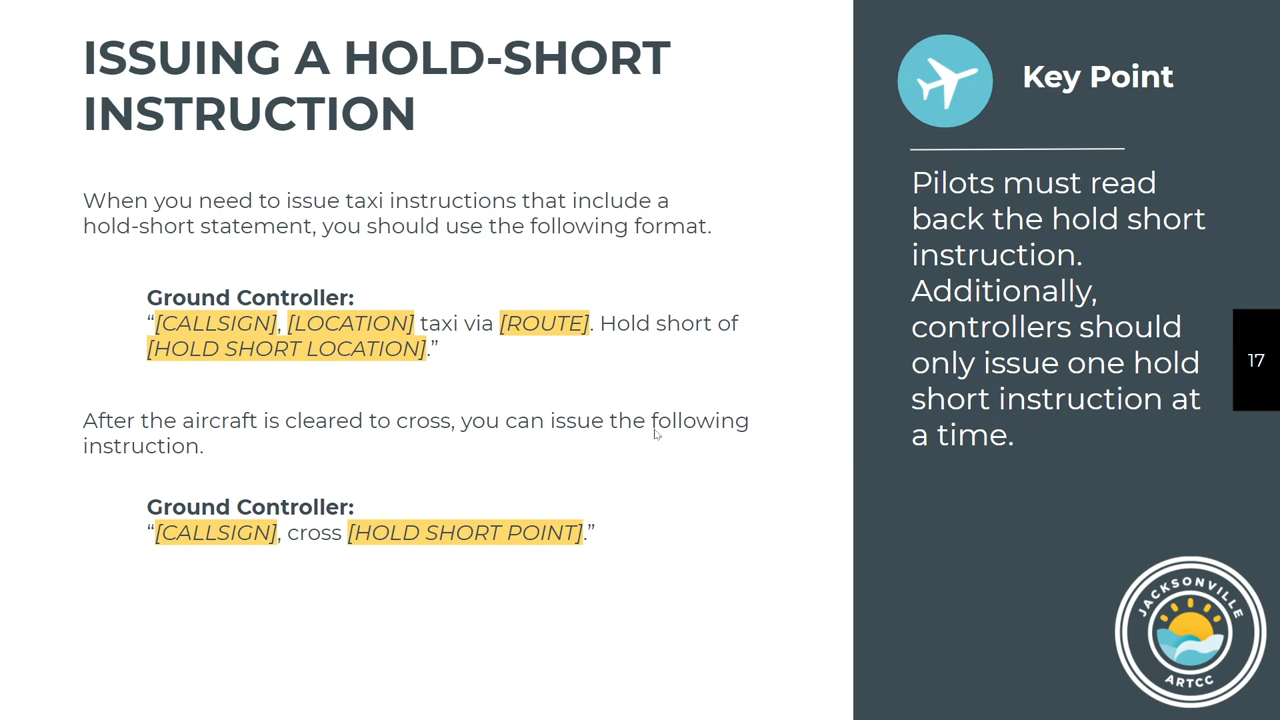 ISSUING A HOLD-SHORT
INSTRUCTION
When you need to issue taxi instructions that include a
hold-short statement, you should use the following format.
Ground Controller:
“[CALLSIGN], [LOCATION] taxi via [ROUTE]. Hold short of
[HOLD SHORT LOCATION].”
After the aircraft is cleared to cross, you can issue the following
instruction.
Ground Controller:
“[CALLSIGN], cross [HOLD SHORT POINT].”
Key Point
Pilots must read
back the hold short
instruction.
Additionally,
controllers should
only issue one hold
short instruction at
a time.
17
JACKSONVILLE
ARTCC